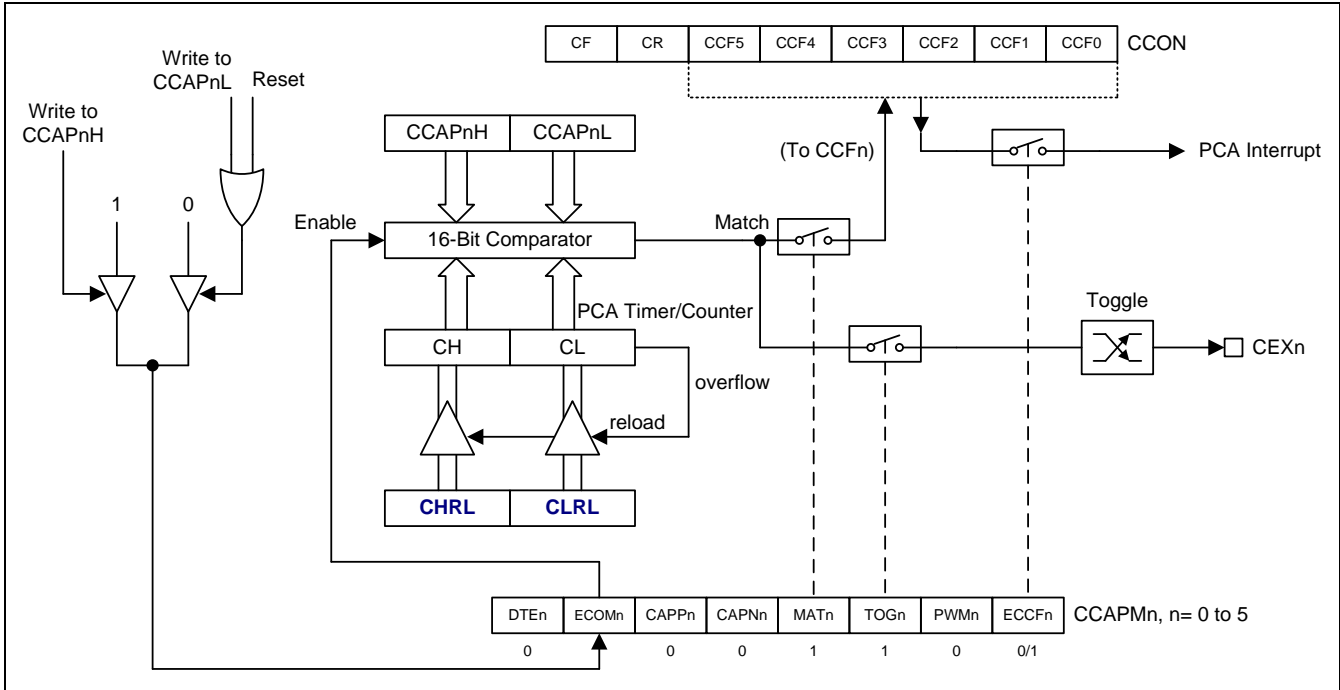 CF CR CCF5 CCF4 CCF3 CCF2 CCF1 CCF0 CCON
Write to
CCAPnL
Reset
Write to
CCAPnH
CCAPnH CCAPnL
(To CCFn)
PCA Interrupt
1 0
Enable
16-Bit Comparator
Match
PCA Timer/Counter
Toggle
CH CL
CEXn
overflow
reload
CHRL CLRL
DTEn ECOMn CAPPn CAPNn MATn TOGn PWMn ECCFn CCAPMn, n= 0 to 5
0 0 0 1 1 0 0/1